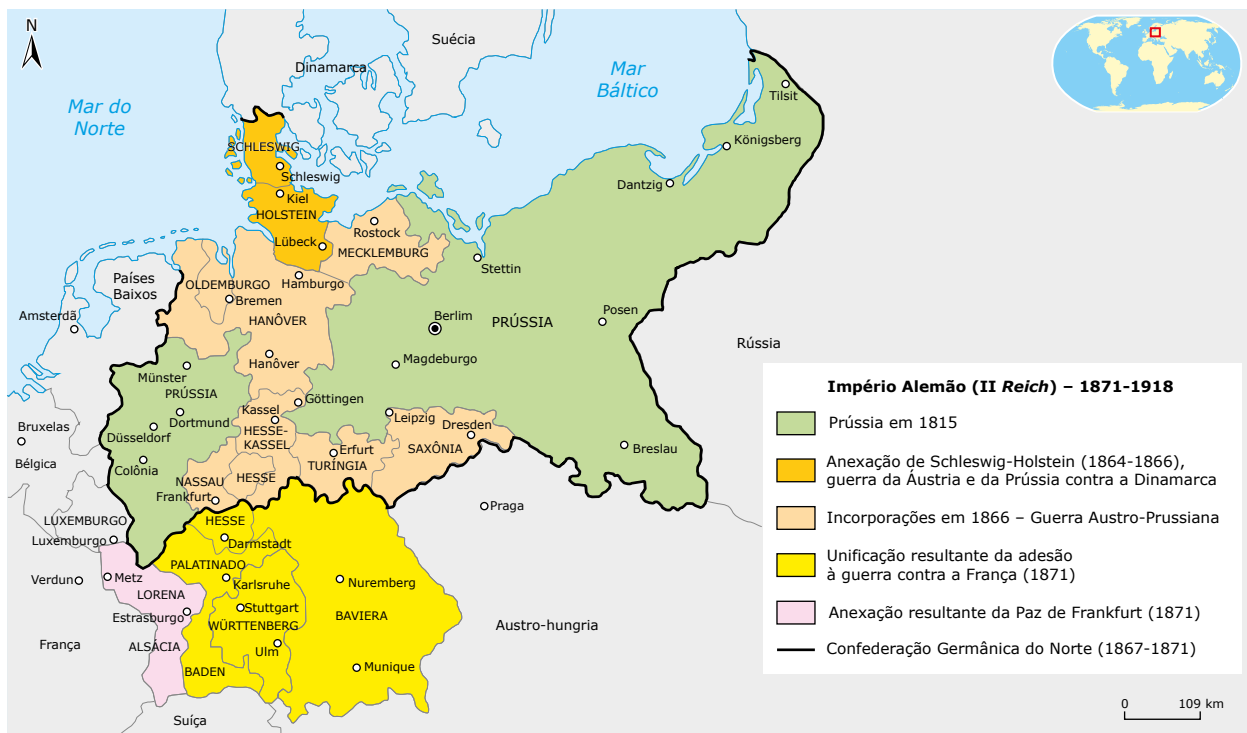 N
Suécia
Dinamarca
Mar do
Norte
Mar
Báltico
Tilsit
Königsberg
Dantzig
SCHLESWIG
Schleswig
Kiel
HOLSTEIN
Lübeck
Rostock
MECKLEMBURG
Stettin
Países
Baixos
OLDEMBURGO
Hamburgo
Bremen
HANÔVER
Amsterdã
Berlim
PRÚSSIA
Posen
Rússia
Hanôver
Magdeburgo
Münster
PRÚSSIA
Göttingen
Kassel
Leipzig
Dortmund
Düsseldorf
HESSE-
KASSEL
Dresden
Bruxelas
Erfurt
SAXÔNIA
Breslau
Colônia
TURÍNGIA
Bélgica
NASSAU
HESSE
Frankfurt
Praga
LUXEMBURGO
HESSE
Luxemburgo
Darmstadt
PALATINADO
Verdun
Metz
Karlsruhe
Nuremberg
LORENA
Stuttgart
Estrasburgo
BAVIERA
WÜRTTENBERG
Austro-hungria
França
ALSÁCIA
Ulm
BADEN
Munique
Suíça
Império Alemão (II Reich) – 1871-1918
Prússia em 1815
Anexação de Schleswig-Holstein (1864-1866),
guerra da Áustria e da Prússia contra a Dinamarca
Incorporações em 1866 – Guerra Austro-Prussiana
Unificação resultante da adesão
à guerra contra a França (1871)
Anexação resultante da Paz de Frankfurt (1871)
Confederação Germânica do Norte (1867-1871)
0 109 km